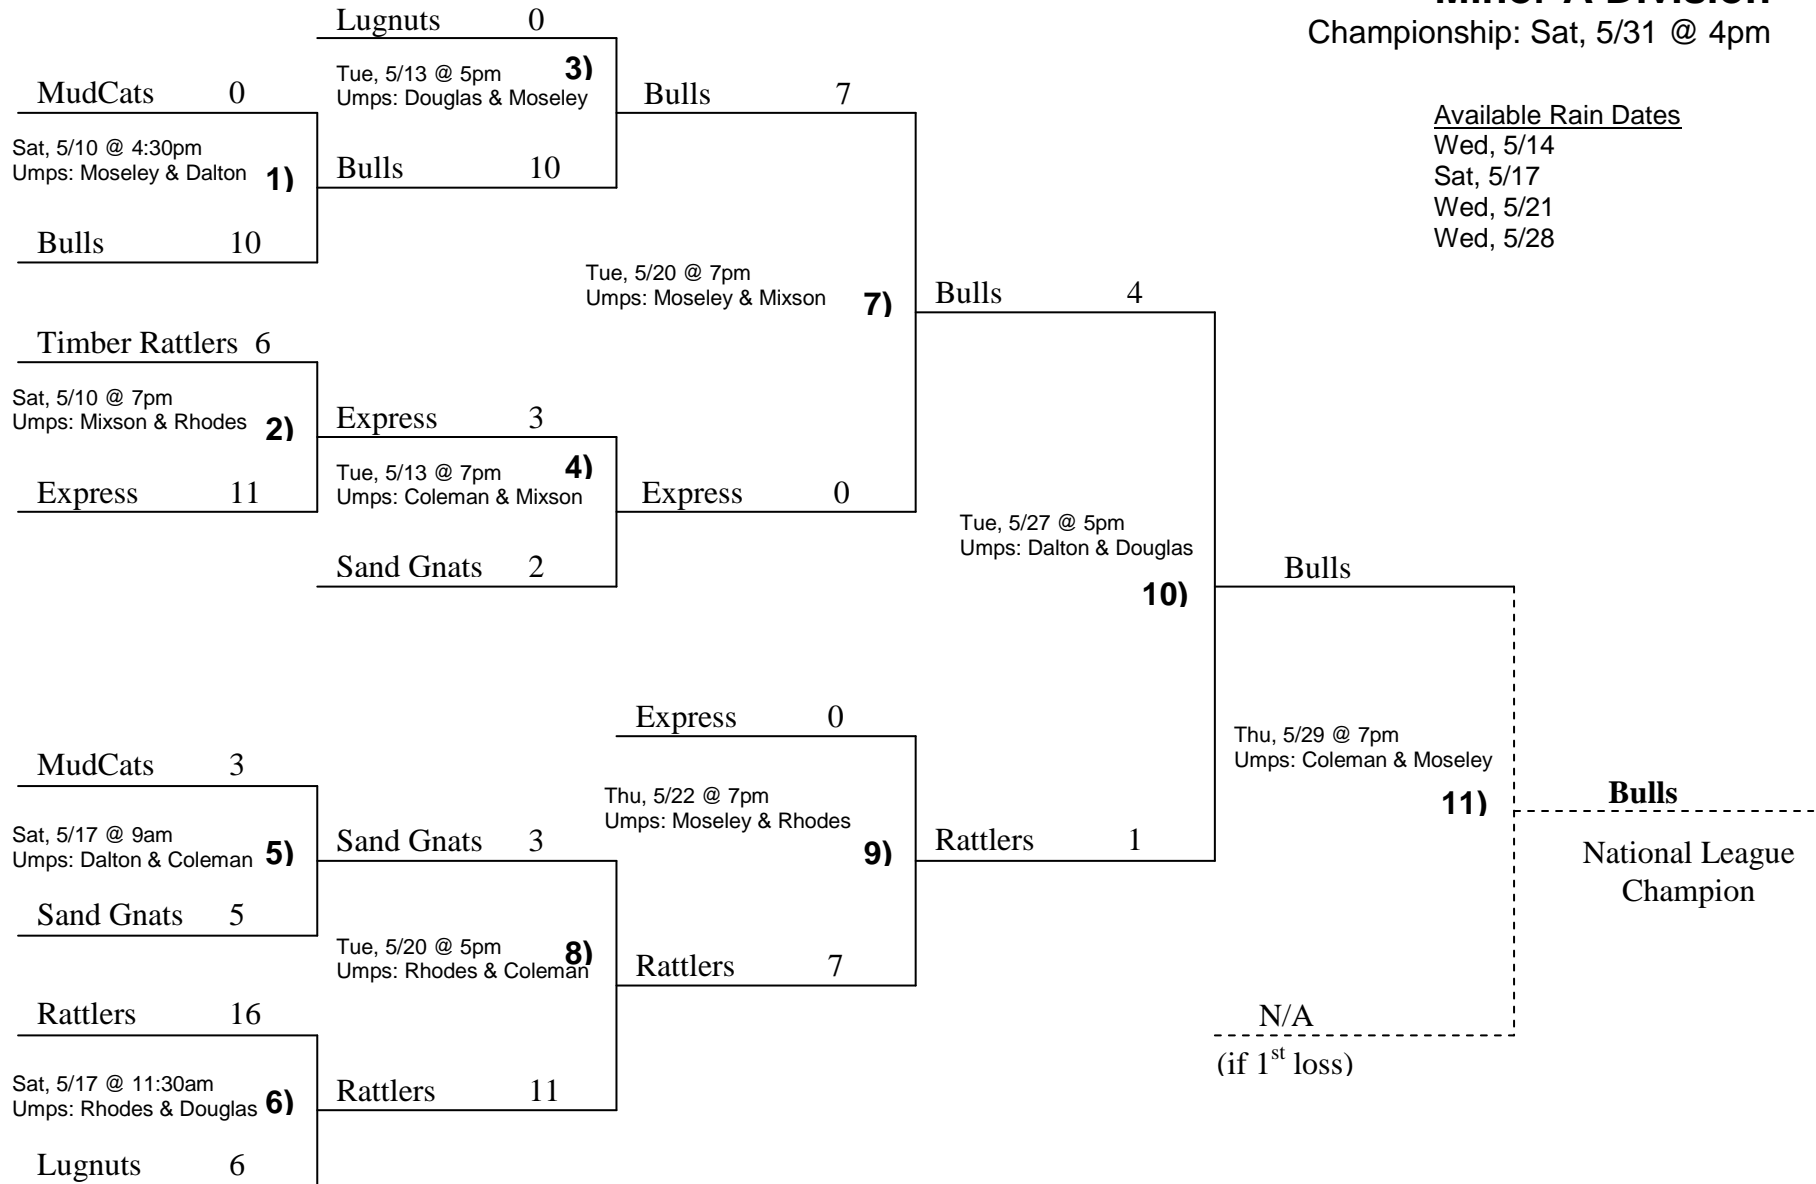 Minor A Division
Championship: Sat, 5/31 @ 4pm
Available Rain Dates
Wed, 5/14
Sat, 5/17
Wed, 5/21
Wed, 5/28
Lugnuts 0
Tue, 5/13 @ 5pm 3)
Umps: Douglas & Moseley
Bulls 10
MudCats 0
Sat, 5/10 @ 4:30pm
Umps: Moseley & Dalton 1)
Bulls 10
Timber Rattlers 6
Sat, 5/10 @ 7pm
Umps: Mixson & Rhodes 2)
Express 11
Express 3
Tue, 5/13 @ 7pm 4)
Umps: Coleman & Mixson
Sand Gnats 2
Bulls 7
Tue, 5/20 @ 7pm
Umps: Moseley & Mixson 7)
Express 0
Bulls 4
Tue, 5/27 @ 5pm
Umps: Dalton & Douglas
10)
Rattlers 1
MudCats 3
Sat, 5/17 @ 9am
Umps: Dalton & Coleman 5)
Sand Gnats 5
Rattlers 16
Sat, 5/17 @ 11:30am
Umps: Rhodes & Douglas 6)
Lugnuts 6
Sand Gnats 3
Tue, 5/20 @ 5pm 8)
Umps: Rhodes & Coleman
Rattlers 11
Express 0
Thu, 5/22 @ 7pm
Umps: Moseley & Rhodes 9)
Rattlers 7
Bulls
Thu, 5/29 @ 7pm
Umps: Coleman & Moseley
11)
N/A
(if 1st loss)
Bulls
National League
Champion